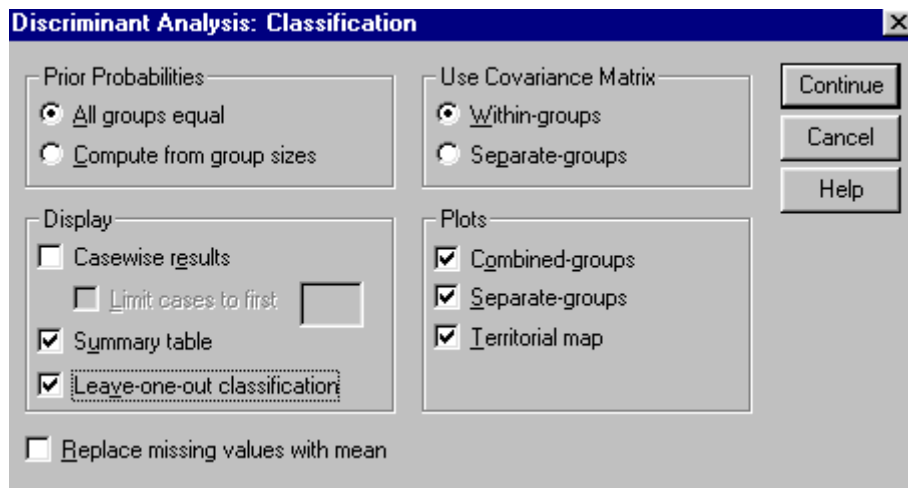 Discriminant Analysis: Classification
Prior Probabilities
All groups equal
Compute from group sizes
Use Covariance Matrix
Within-groups
Separate-groups
Continue
Cancel
Help
Display
Casewise results
Limit cases to first
Summary table
Leave-one-out classification
Plots
Combined-groups
Separate-groups
Territorial map
Replace missing values with mean